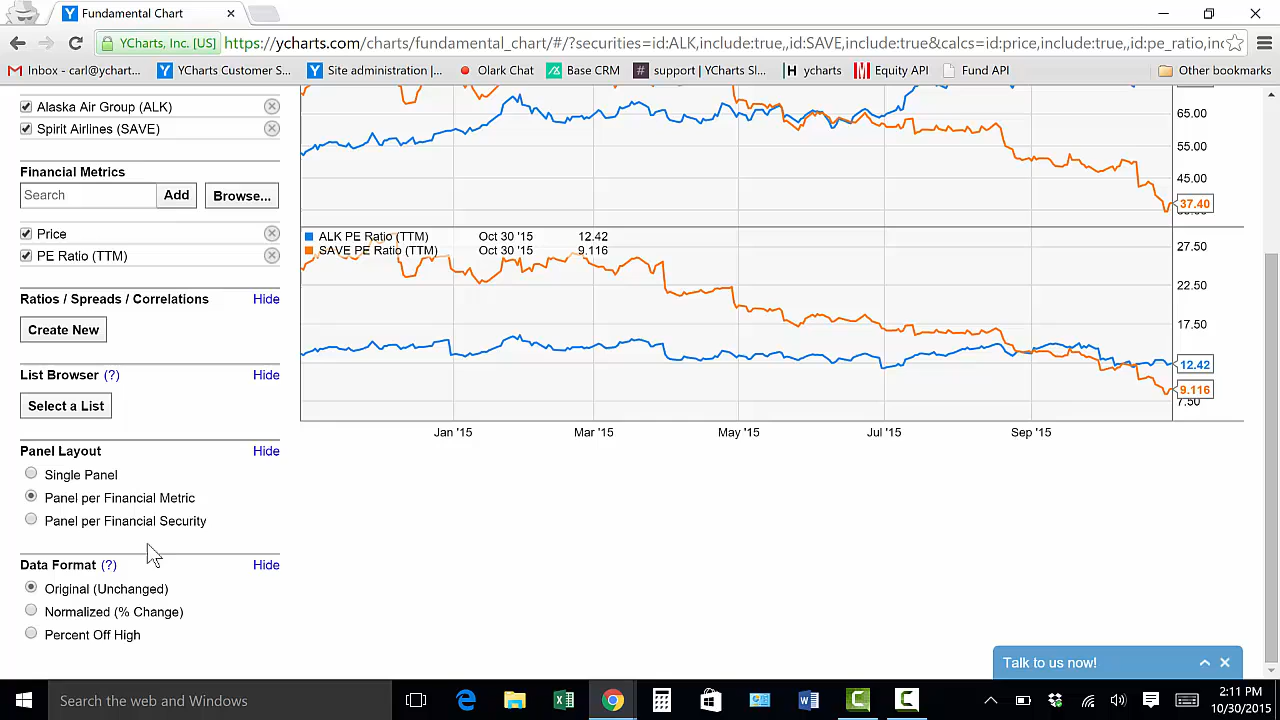 Fundamental Chart
YCharts, Inc. [US]
https://ycharts.com/charts/fundamental_chart/#/?securities=id:ALK,include:true,,id:SAVE,include:true&calcs=id:price,include:true,,id:pe_ratio,inc
Inbox - carl@ychart...
YCharts Customer S...
Site administration |...
Olark Chat
Base CRM
support | YCharts Sl...
ycharts
Equity API
Fund API
Other bookmarks
Alaska Air Group (ALK)
Spirit Airlines (SAVE)
Financial Metrics
Search
Add
Browse...
Price
PE Ratio (TTM)
Ratios / Spreads / Correlations
Hide
Create New
List Browser (?)
Hide
Select a List
Panel Layout
Hide
Single Panel
Panel per Financial Metric
Panel per Financial Security
Data Format (?)
Hide
Original (Unchanged)
Normalized (% Change)
Percent Off High
65.00
55.00
45.00
37.40
ALK PE Ratio (TTM) Oct 30 '15 12.42
SAVE PE Ratio (TTM) Oct 30 '15 9.116
27.50
22.50
17.50
12.42
9.116
7.50
Jan '15
Mar '15
May '15
Jul '15
Sep '15
Talk to us now!
Search the web and Windows
2:11 PM
10/30/2015